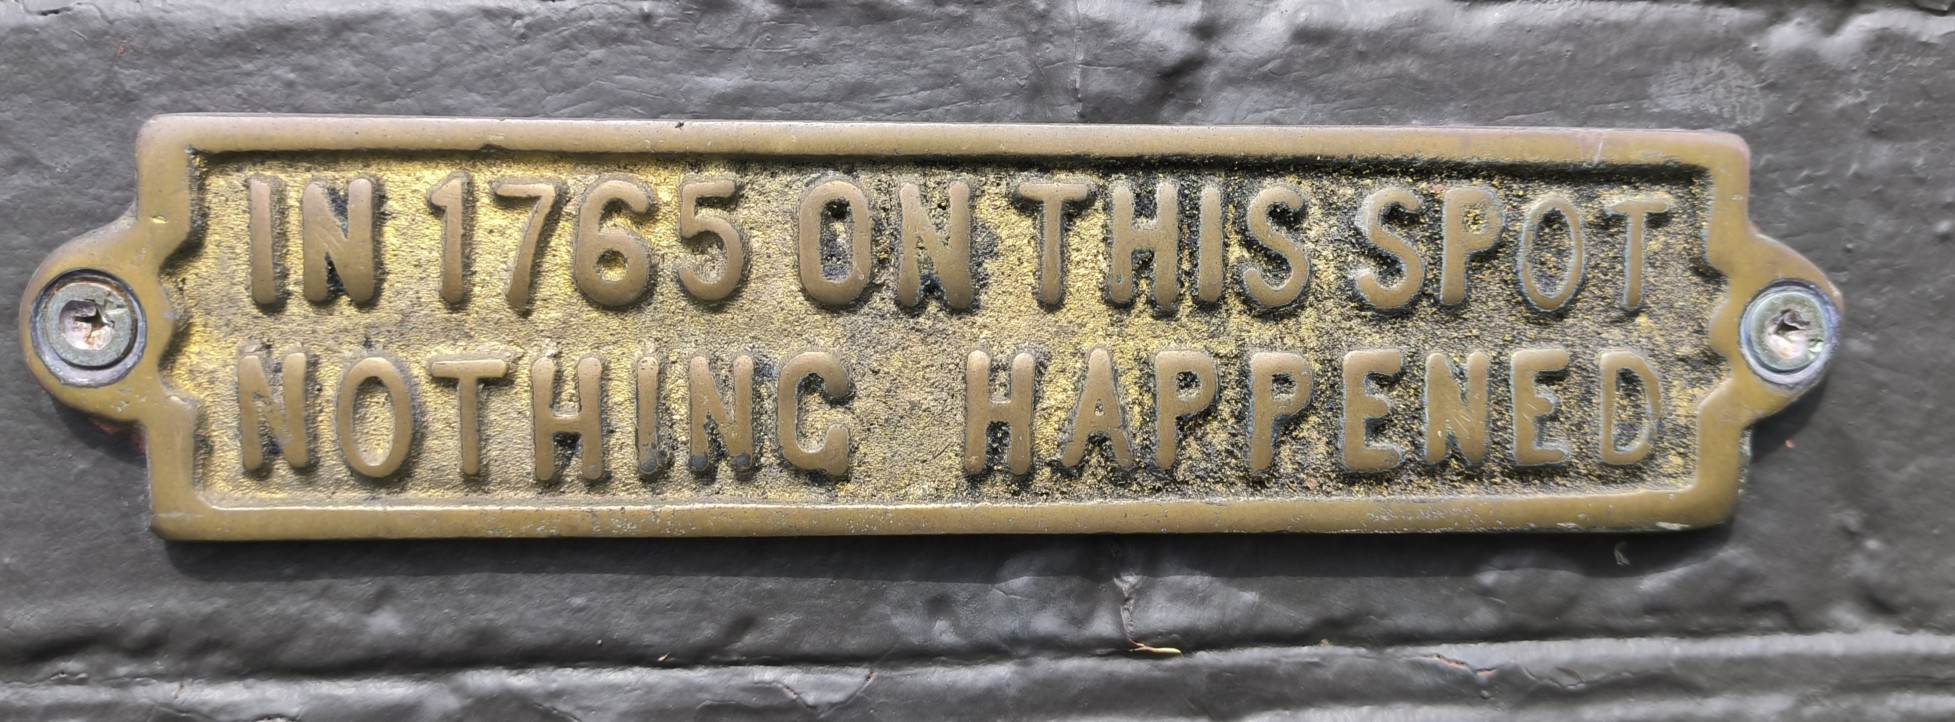 IN 1765 ON THIS SPOT
NOTHING HAPPENED